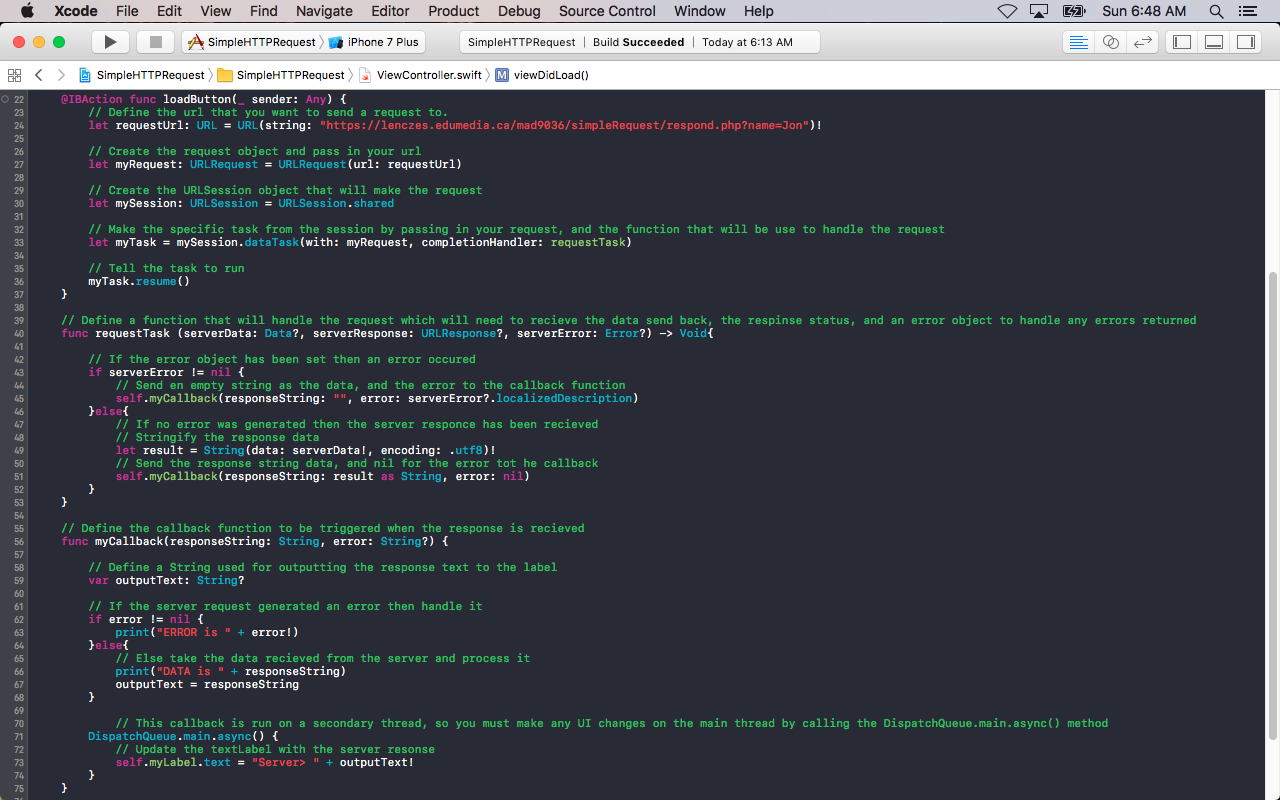 Xcode File Edit View Find Navigate Editor Product Debug Source Control Window Help Sun 6:48 AM
SimpleHTTPRequest iPhone 7 Plus SimpleHTTPRequest | Build Succeeded | Today at 6:13 AM
SimpleHTTPRequest SimpleHTTPRequest ViewController.swift M viewDidLoad()
22 @IBAction func loadButton(_ sender: Any) {
23 // Define the url that you want to send a request to.
24 let requestUrl: URL = URL(string: "https://lenczes.edumedia.ca/mad9036/simpleRequest/respond.php?name=Jon")!
25
26 // Create the request object and pass in your url
27 let myRequest: URLRequest = URLRequest(url: requestUrl)
28
29 // Create the URLSession object that will make the request
30 let mySession: URLSession = URLSession.shared
31
32 // Make the specific task from the session by passing in your request, and the function that will be use to handle the request
33 let myTask = mySession.dataTask(with: myRequest, completionHandler: requestTask)
34
35 // Tell the task to run
36 myTask.resume()
37 }
38
39 // Define a function that will handle the request which will need to recieve the data send back, the respinse status, and an error object to handle any errors returned
40 func requestTask (serverData: Data?, serverResponse: URLResponse?, serverError: Error?) -> Void{
41
42 // If the error object has been set then an error occured
43 if serverError != nil {
44 // Send en empty string as the data, and the error to the callback function
45 self.myCallback(responseString: "", error: serverError?.localizedDescription)
46 }else{
47 // If no error was generated then the server responce has been recieved
48 // Stringify the response data
49 let result = String(data: serverData!, encoding: .utf8)!
50 // Send the response string data, and nil for the error tot he callback
51 self.myCallback(responseString: result as String, error: nil)
52 }
53 }
54
55 // Define the callback function to be triggered when the response is recieved
56 func myCallback(responseString: String, error: String?) {
57
58 // Define a String used for outputting the response text to the label
59 var outputText: String?
60
61 // If the server request generated an error then handle it
62 if error != nil {
63 print("ERROR is " + error!)
64 }else{
65 // Else take the data recieved from the server and process it
66 print("DATA is " + responseString)
67 outputText = responseString
68 }
69
70 // This callback is run on a secondary thread, so you must make any UI changes on the main thread by calling the DispatchQueue.main.async() method
71 DispatchQueue.main.async() {
72 // Update the textLabel with the server resonse
73 self.myLabel.text = "Server> " + outputText!
74 }
75 }